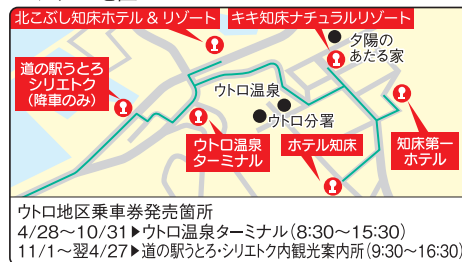 北こぶし知床ホテル＆リゾート
キキ知床ナチュラルリゾート
夕陽の
あたる家
道の駅うとろ
シリエトク
（降車のみ）
ウトロ温泉
ウトロ分署
ウトロ温泉
ターミナル
ホテル知床
知床第一
ホテル
ウトロ地区乗車券発売箇所
4/28～10/31▶ウトロ温泉ターミナル（8:30～15:30）
11/1～翌4/27▶道の駅うとろ・シリエトク内観光案内所（9:30～16:30）